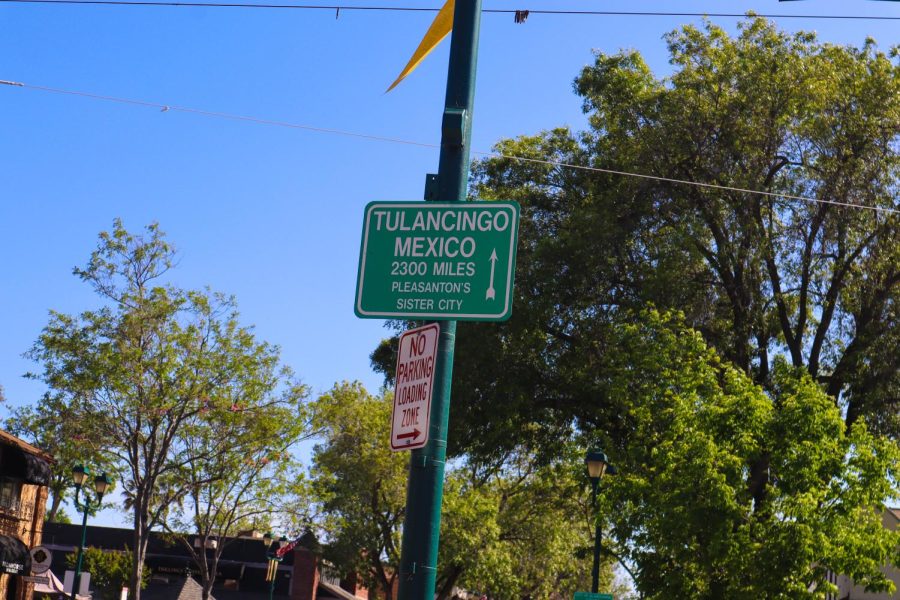 TULANCINGO
MEXICO
2300 MILES
PLEASANTON'S
SISTER CITY
NO
PARKING
LOADING
ZONE